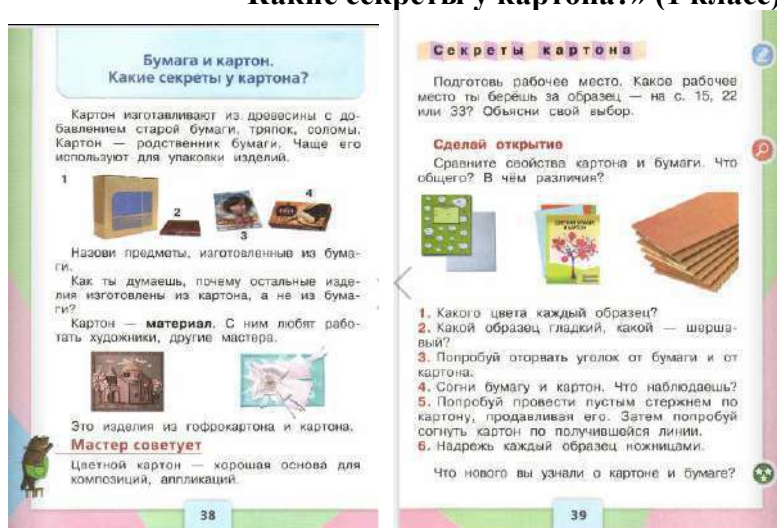 Какие секреты у картона?» (1 класс)
Бумага и картон.
Какие секреты у картона?
Картон изготавливают из древесины с до-
бавлением старой бумаги, тряпок, соломы.
Картон — родственник бумаги. Чаще его
используют для упаковки изделий.
1
2
3
4
Назови предметы, изготовленные из бума-
ги.
Как ты думаешь, почему остальные изде-
лия изготовлены из картона, а не из бума-
ги?
Картон — материал. С ним любят рабо-
тать художники, другие мастера.
Это изделия из гофрокартона и картона.
Мастер советует
Цветной картон — хорошая основа для
композиций, аппликаций.
38
Секреты картона
Подготовь рабочее место. Какое рабочее
место ты берёшь за образец — на с. 15, 22
или 33? Объясни свой выбор.
Сделай открытие
Сравните свойства картона и бумаги. Что
общего? В чём различия?
1. Какого цвета каждый образец?
2. Какой образец гладкий, какой — шерша-
вый?
3. Попробуй оторвать уголок от бумаги и от
картона.
4. Согни бумагу и картон. Что наблюдаешь?
5. Попробуй провести пустым стержнем по
картону, продавливая его. Затем попробуй
согнуть картон по получившейся линии.
6. Надрежь каждый образец ножницами.
Что нового вы узнали о картоне и бумаге?
39